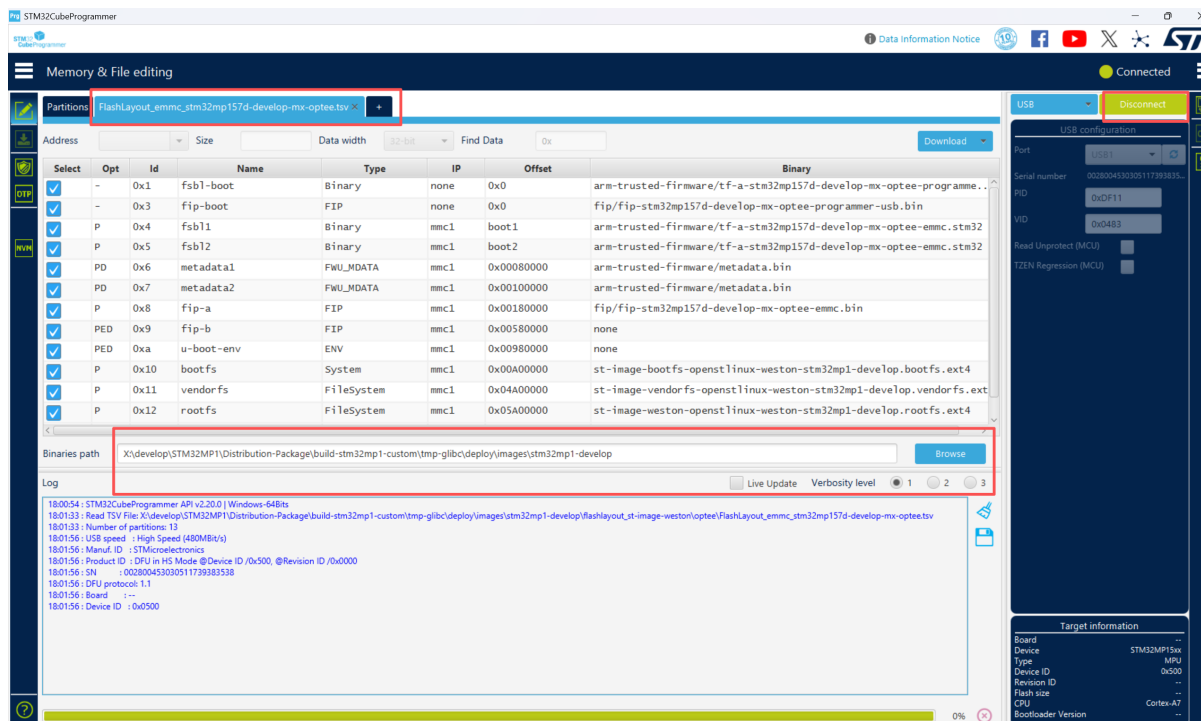 Prg STM32CubeProgrammer
STM32
CubeProgrammer
Data Information Notice
Memory & File editing
Connected
Partitions FlashLayout_emmc_stm32mp157d-develop-mx-optee.tsv × +
USB Disconnect
Address Size Data width 32-bit Find Data 0x Download
USB configuration
Port USB1
Serial number 0028004530305117393835...
PID 0xDF11
VID 0x0483
Read Unprotect (MCU)
TZEN Regression (MCU)
OTP
NVM
Select Opt Id Name Type IP Offset Binary
- 0x1 fsbl-boot Binary none 0x0 arm-trusted-firmware/tf-a-stm32mp157d-develop-mx-optee-programme..
- 0x3 fip-boot FIP none 0x0 fip/fip-stm32mp157d-develop-mx-optee-programmer-usb.bin
P 0x4 fsbl1 Binary mmc1 boot1 arm-trusted-firmware/tf-a-stm32mp157d-develop-mx-optee-emmc.stm32
P 0x5 fsbl2 Binary mmc1 boot2 arm-trusted-firmware/tf-a-stm32mp157d-develop-mx-optee-emmc.stm32
PD 0x6 metadata1 FWU_MDATA mmc1 0x00080000 arm-trusted-firmware/metadata.bin
PD 0x7 metadata2 FWU_MDATA mmc1 0x00100000 arm-trusted-firmware/metadata.bin
P 0x8 fip-a FIP mmc1 0x00180000 fip/fip-stm32mp157d-develop-mx-optee-emmc.bin
PED 0x9 fip-b FIP mmc1 0x00580000 none
PED 0xa u-boot-env ENV mmc1 0x00980000 none
P 0x10 bootfs System mmc1 0x00A00000 st-image-bootfs-openstlinux-weston-stm32mp1-develop.bootfs.ext4
P 0x11 vendorfs FileSystem mmc1 0x04A00000 st-image-vendorfs-openstlinux-weston-stm32mp1-develop.vendorfs.ext
P 0x12 rootfs FileSystem mmc1 0x05A00000 st-image-weston-openstlinux-weston-stm32mp1-develop.rootfs.ext4
Binaries path X:\develop\STM32MP1\Distribution-Package\build-stm32mp1-custom\tmp-glibc\deploy\images\stm32mp1-develop Browse
Log Live Update Verbosity level 1 2 3
18:00:54 : STM32CubeProgrammer API v2.20.0 | Windows-64Bits
18:01:33 : Read TSV File: X:\develop\STM32MP1\Distribution-Package\build-stm32mp1-custom\tmp-glibc\deploy\images\stm32mp1-develop\flashlayout_st-image-weston\optee\FlashLayout_emmc_stm32mp157d-develop-mx-optee.tsv
18:01:33 : Number of partitions: 13
18:01:56 : USB speed : High Speed (480MBit/s)
18:01:56 : Manuf. ID : STMicroelectronics
18:01:56 : Product ID : DFU in HS Mode @Device ID /0x500, @Revision ID /0x0000
18:01:56 : SN : 002800453030511739383538
18:01:56 : DFU protocol: 1.1
18:01:56 : Board : --
18:01:56 : Device ID : 0x0500
Target information
Board --
Device STM32MP15xx
Type MPU
Device ID 0x500
Revision ID --
Flash size --
CPU Cortex-A7
Bootloader Version --
0%